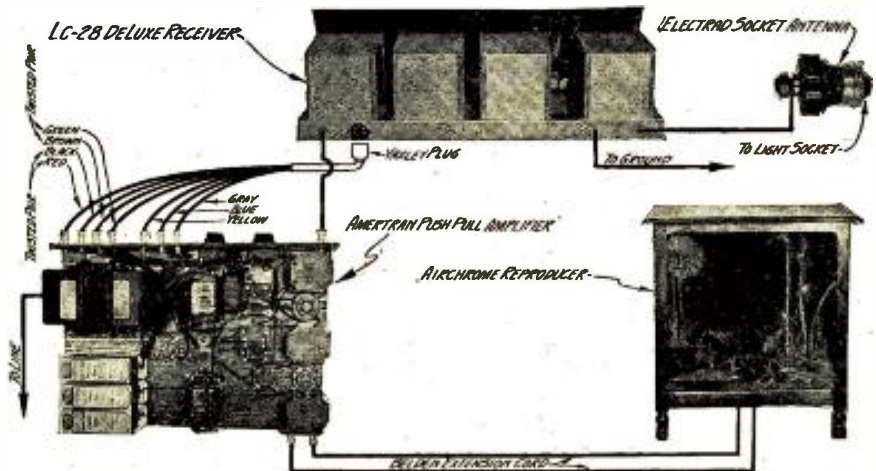 LC-28 DELUXE RECEIVER
ELECTRAD SOCKET ANTENNA
TWISTED PAIR
GREEN
BROWN
BLACK
RED
TWISTED PAIR
YAXLEY PLUG
TO GROUND
TO LIGHT SOCKET
GRAY
BLUE
YELLOW
AMERTRAN PUSH PULL AMPLIFIER
AIRCHROME REPRODUCER
TO LINE
BELDEN EXTENSION CORD